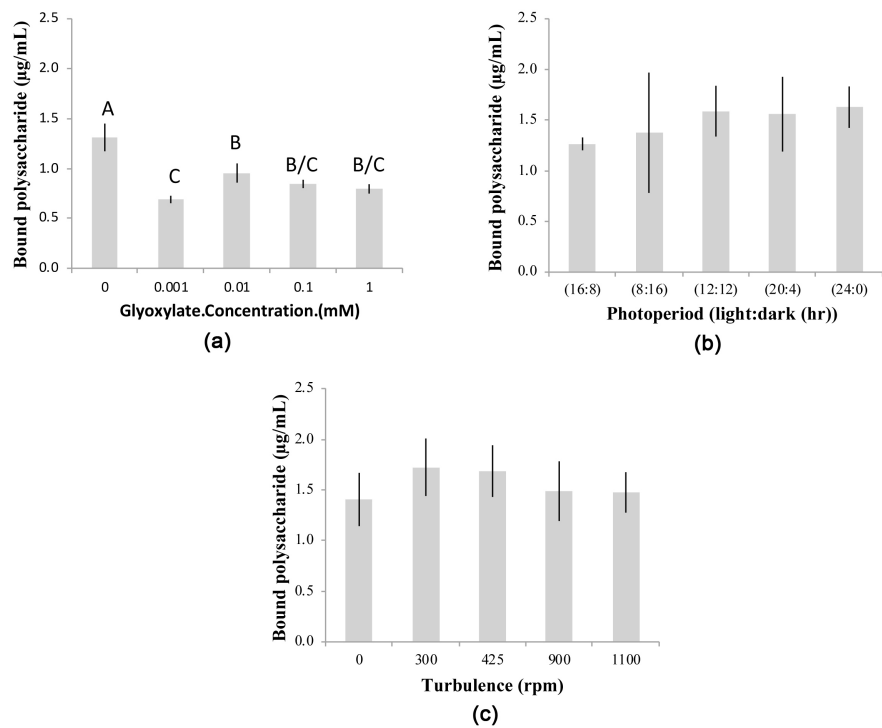 Bound polysaccharide (µg/mL)
2.5
2.0
1.5
1.0
0.5
0.0
A
C
B
B/C
B/C
0 0.001 0.01 0.1 1
Glyoxylate.Concentration.(mM)
(a)
Bound polysaccharide (µg/mL)
2.5
2.0
1.5
1.0
0.5
0.0
(16:8) (8:16) (12:12) (20:4) (24:0)
Photoperiod (light:dark (hr))
(b)
Bound polysaccharide (µg/mL)
2.5
2.0
1.5
1.0
0.5
0.0
0 300 425 900 1100
Turbulence (rpm)
(c)